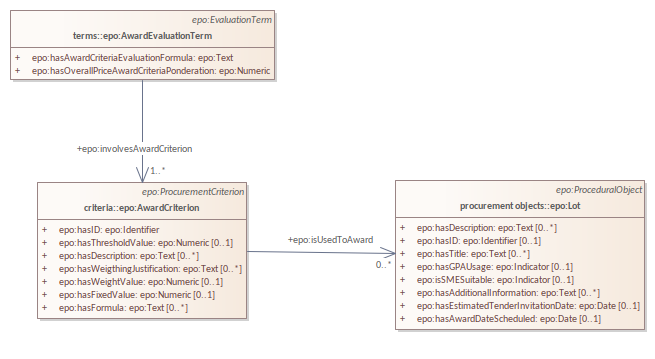 epo:EvaluationTerm
terms::epo:AwardEvaluationTerm
+ epo:hasAwardCriteriaEvaluationFormula: epo:Text
+ epo:hasOverallPriceAwardCriteriaPonderation: epo:Numeric
+epo:involvesAwardCriterion
1..*
epo:ProcurementCriterion
criteria::epo:AwardCriterion
+ epo:hasID: epo:Identifier
+ epo:hasThresholdValue: epo:Numeric [0..1]
+ epo:hasDescription: epo:Text [0..*]
+ epo:hasWeigthingJustification: epo:Text [0..*]
+ epo:hasWeightValue: epo:Numeric [0..1]
+ epo:hasFixedValue: epo:Numeric [0..1]
+ epo:hasFormula: epo:Text [0..*]
+epo:isUsedToAward
0..*
epo:ProceduralObject
procurement objects::epo:Lot
+ epo:hasDescription: epo:Text [0..*]
+ epo:hasID: epo:Identifier [0..1]
+ epo:hasTitle: epo:Text [0..*]
+ epo:hasGPAUsage: epo:Indicator [0..1]
+ epo:isSMESuitable: epo:Indicator [0..1]
+ epo:hasAdditionalInformation: epo:Text [0..*]
+ epo:hasEstimatedTenderInvitationDate: epo:Date [0..1]
+ epo:hasAwardDateScheduled: epo:Date [0..1]